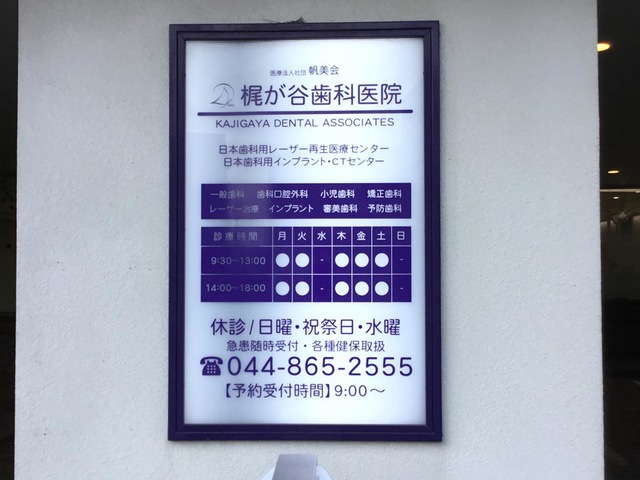 医療法人社団 帆美会
梶が谷歯科医院
KAJIGAYA DENTAL ASSOCIATES
日本歯科用レーザー再生医療センター
日本歯科用インプラント・CTセンター
一般歯科 歯科口腔外科 小児歯科 矯正歯科
レーザー治療 インプラント 審美歯科 予防歯科
診療時間 月 火 水 木 金 土 日
9:30〜13:00 ● ● - ● ● ● -
14:00〜18:00 ● ● - ● ● ● -
休診/日曜・祝祭日・水曜
急患随時受付・各種健保取扱
☎044-865-2555
【予約受付時間】9:00〜